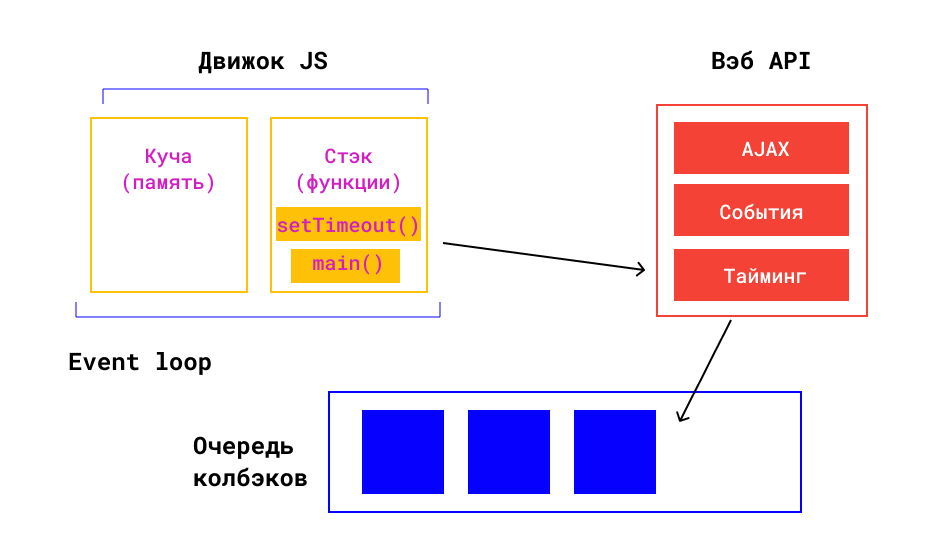 Движок JS
Вэб API
Куча
(память)
Стэк
(функции)
setTimeout()
main()
AJAX
События
Тайминг
Event loop
Очередь
колбэков